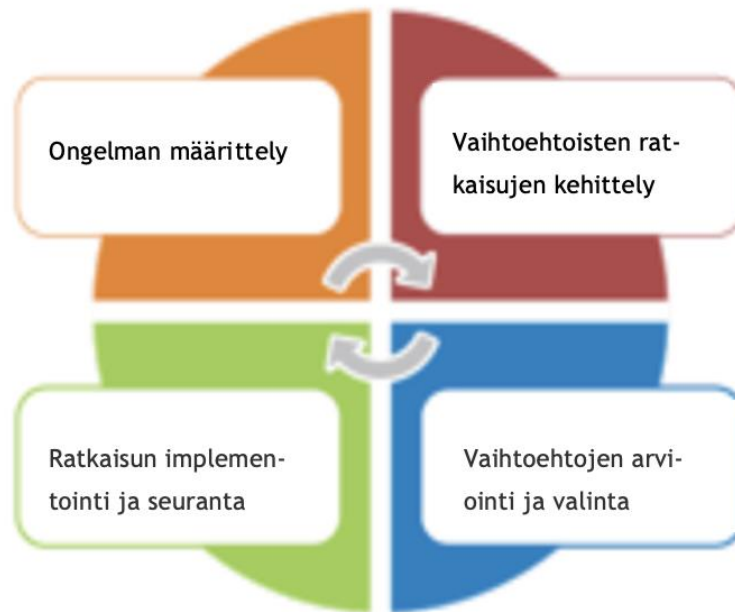 Ongelman määrittely
Vaihtoehtoisten rat-
kaisujen kehittely
Ratkaisun implemen-
tointi ja seuranta
Vaihtoehtojen arvi-
ointi ja valinta